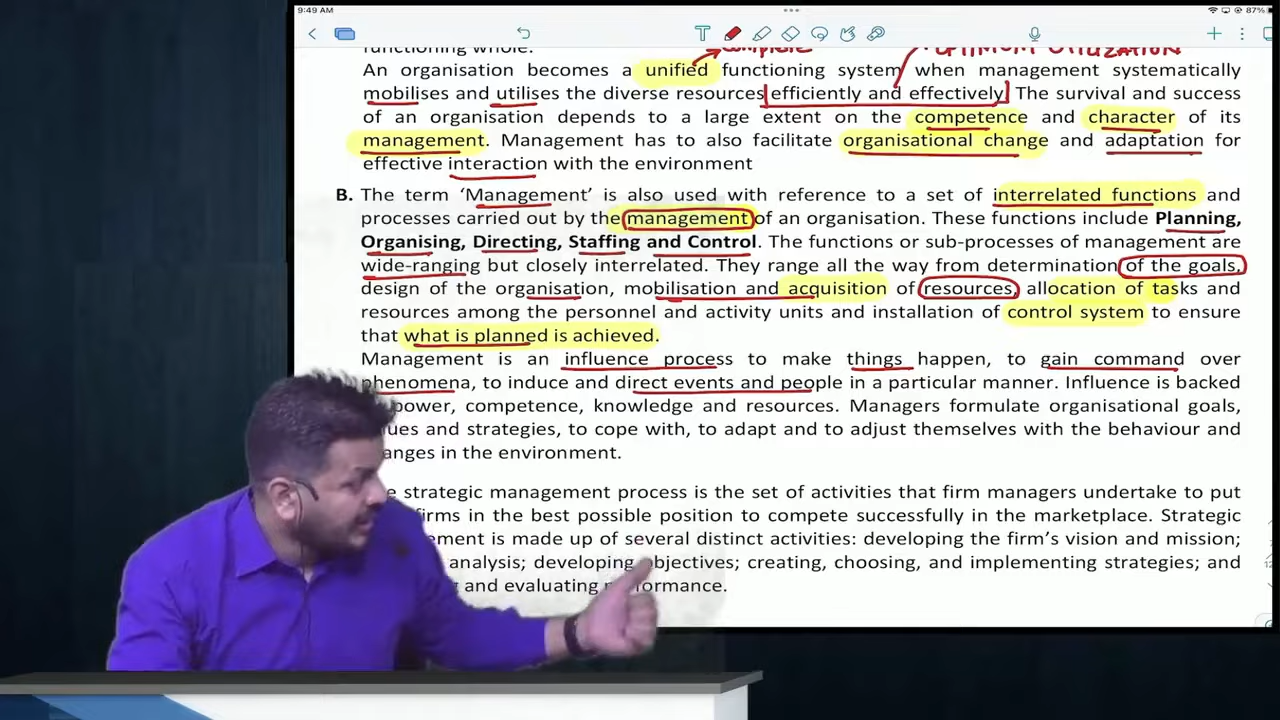 9:49 AM
87%
functioning whole.
Complete
OPTIMUM UTILIZATION
An organisation becomes a unified functioning system when management systematically
mobilises and utilises the diverse resources efficiently and effectively. The survival and success
of an organisation depends to a large extent on the competence and character of its
management. Management has to also facilitate organisational change and adaptation for
effective interaction with the environment
B. The term ‘Management’ is also used with reference to a set of interrelated functions and
processes carried out by the management of an organisation. These functions include Planning,
Organising, Directing, Staffing and Control. The functions or sub-processes of management are
wide-ranging but closely interrelated. They range all the way from determination of the goals,
design of the organisation, mobilisation and acquisition of resources, allocation of tasks and
resources among the personnel and activity units and installation of control system to ensure
that what is planned is achieved.
Management is an influence process to make things happen, to gain command over
phenomena, to induce and direct events and people in a particular manner. Influence is backed
power, competence, knowledge and resources. Managers formulate organisational goals,
and strategies, to cope with, to adapt and to adjust themselves with the behaviour and
in the environment.
strategic management process is the set of activities that firm managers undertake to put
firms in the best possible position to compete successfully in the marketplace. Strategic
is made up of several distinct activities: developing the firm’s vision and mission;
analysis; developing objectives; creating, choosing, and implementing strategies; and
and evaluating performance.